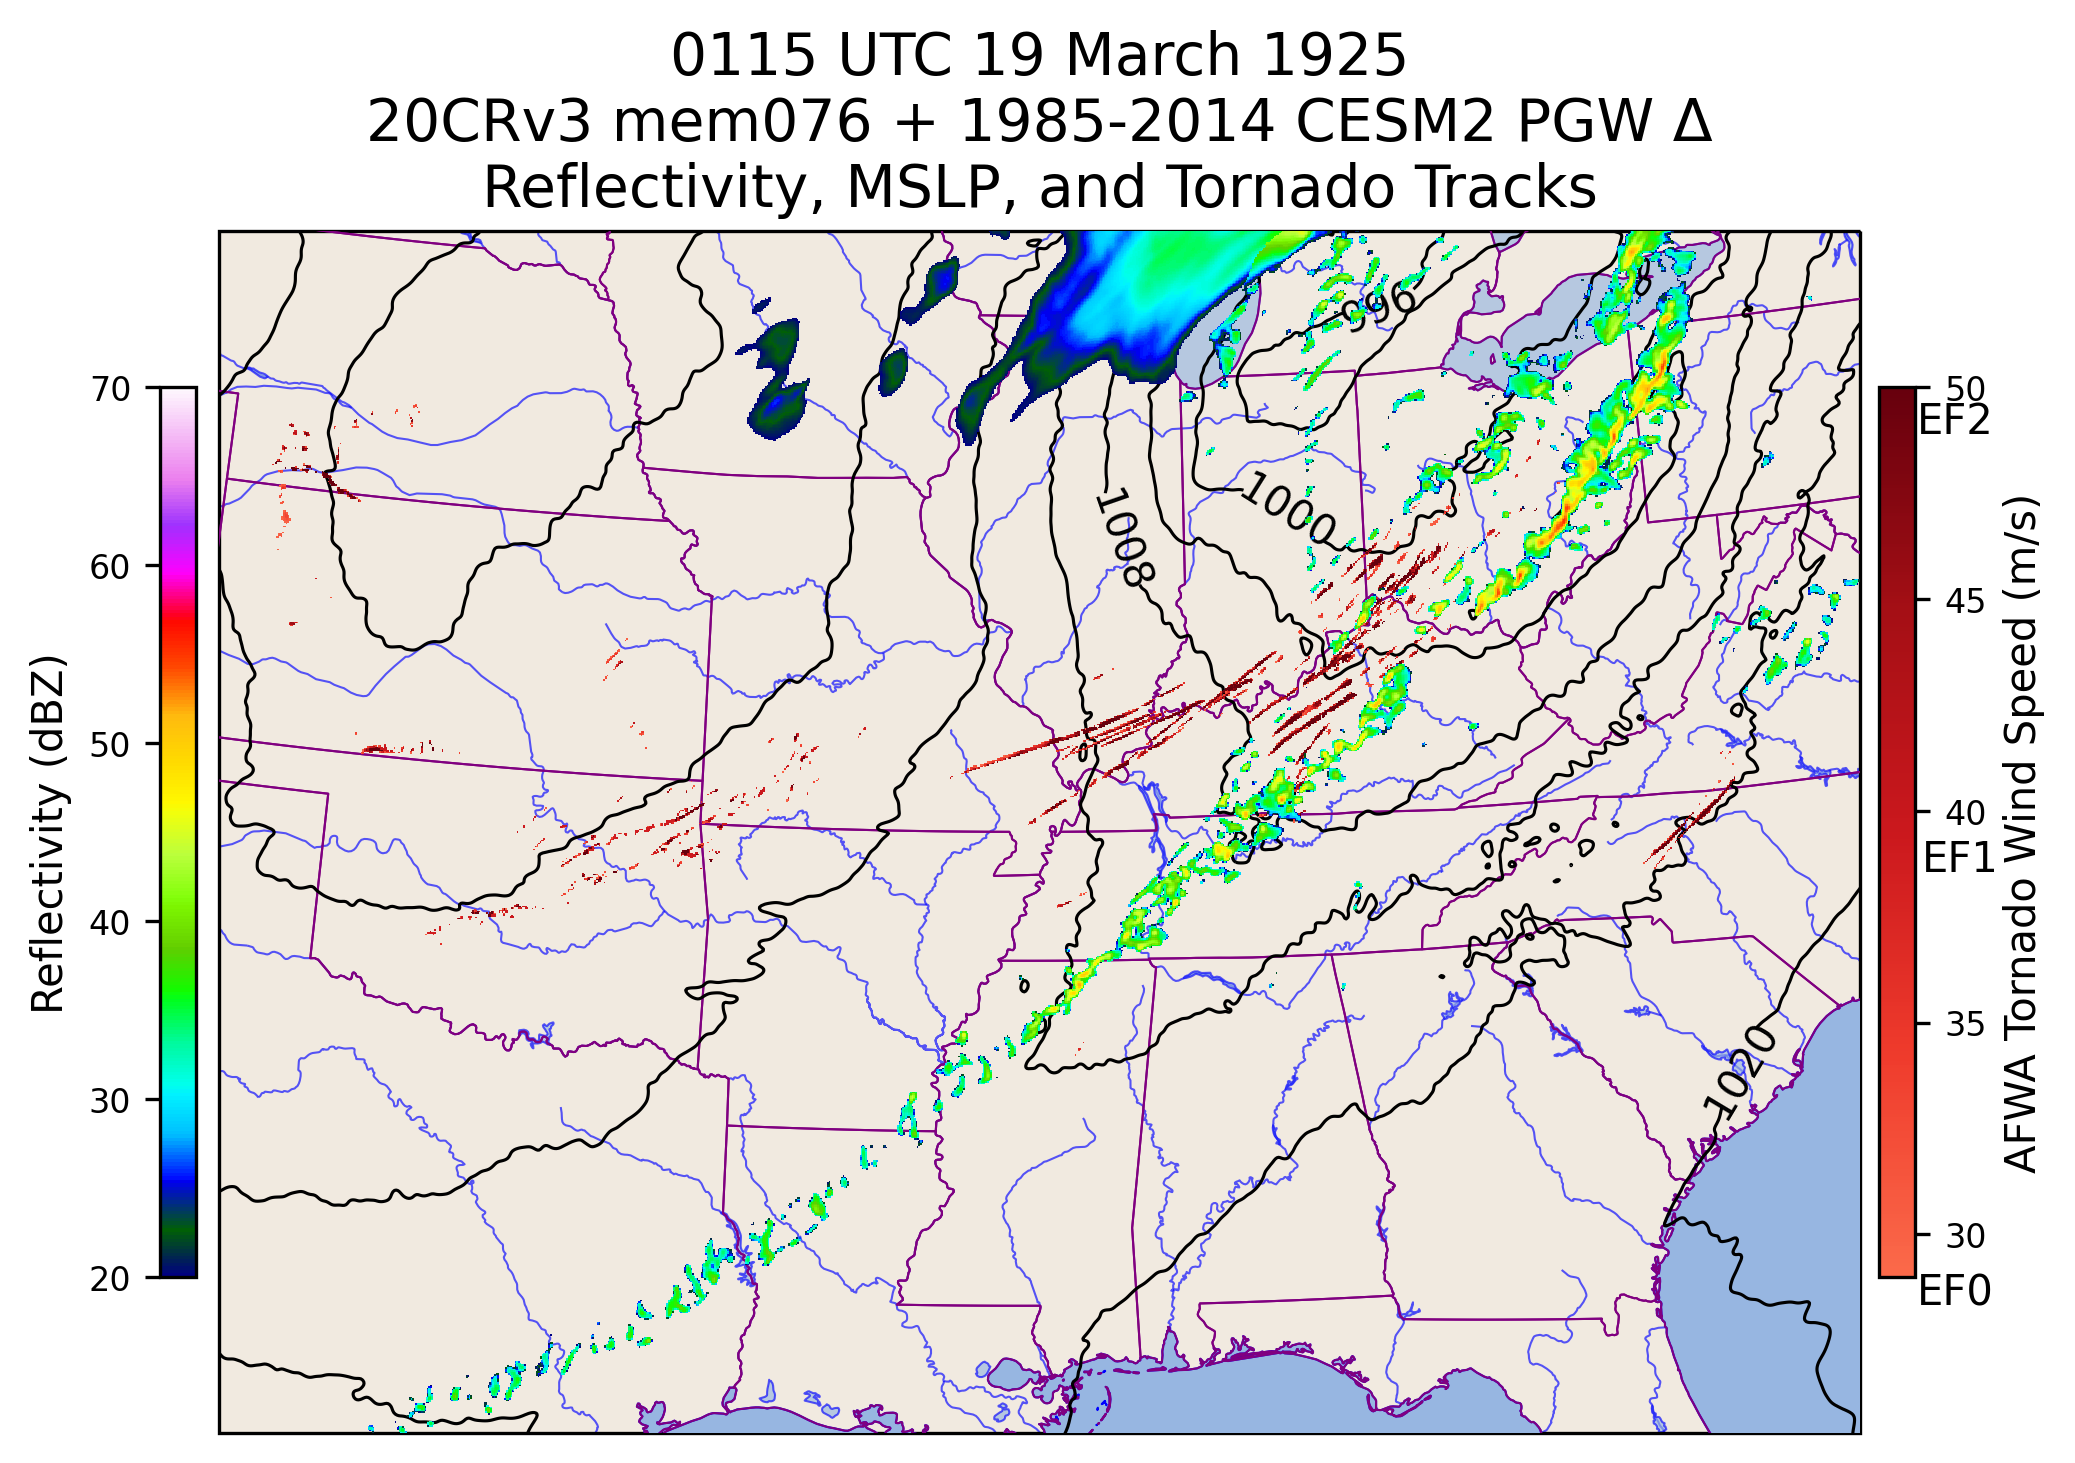 0115 UTC 19 March 1925
20CRv3 mem076 + 1985-2014 CESM2 PGW Δ
Reflectivity, MSLP, and Tornado Tracks
70
60
50
40
30
20
Reflectivity (dBZ)
996
1000
1008
1020
50
EF2
45
40
EF1
35
30
EF0
AFWA Tornado Wind Speed (m/s)